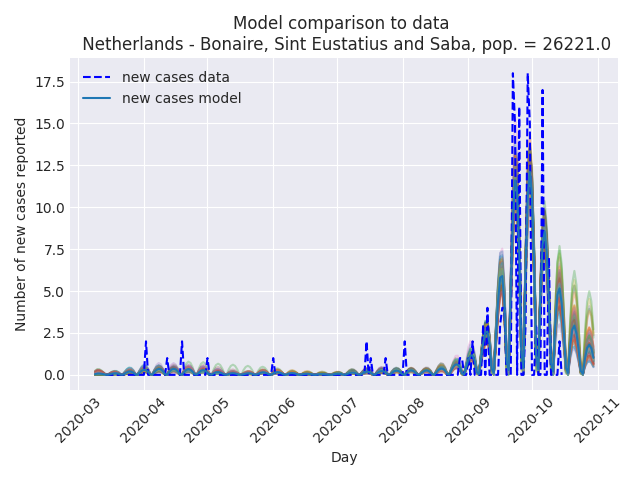 Model comparison to data
Netherlands - Bonaire, Sint Eustatius and Saba, pop. = 26221.0
new cases data
new cases model
Number of new cases reported
17.5
15.0
12.5
10.0
7.5
5.0
2.5
0.0
2020-03
2020-04
2020-05
2020-06
2020-07
2020-08
2020-09
2020-10
2020-11
Day